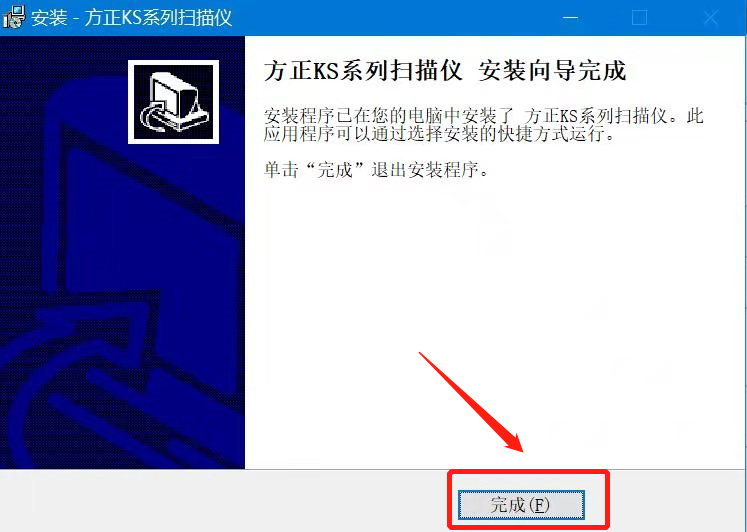 安装 - 方正KS系列扫描仪
方正KS系列扫描仪 安装向导完成
安装程序已在您的电脑中安装了 方正KS系列扫描仪。此
应用程序可以通过选择安装的快捷方式运行。
单击“完成”退出安装程序。
完成(F)